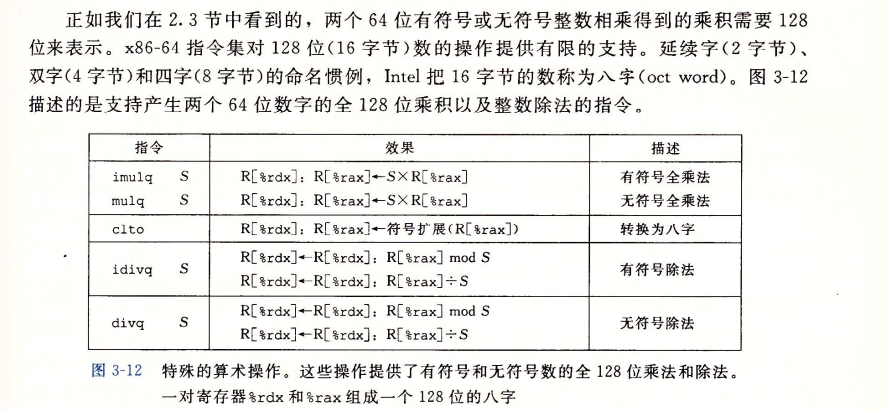 正如我们在 2.3 节中看到的，两个 64 位有符号或无符号整数相乘得到的乘积需要 128
位来表示。x86-64 指令集对 128 位(16 字节)数的操作提供有限的支持。延续字(2 字节)、
双字(4 字节)和四字(8 字节)的命名惯例，Intel 把 16 字节的数称为八字(oct word)。图 3-12
描述的是支持产生两个 64 位数字的全 128 位乘积以及整数除法的指令。
指令 效果 描述
imulq S R[%rdx]：R[%rax]←S×R[%rax] 有符号全乘法
mulq S R[%rdx]：R[%rax]←S×R[%rax] 无符号全乘法
clto R[%rdx]：R[%rax]←符号扩展(R[%rax]) 转换为八字
idivq S R[%rdx]←R[%rdx]：R[%rax] mod S 有符号除法
R[%rdx]←R[%rdx]：R[%rax]÷S
divq S R[%rdx]←R[%rdx]：R[%rax] mod S 无符号除法
R[%rdx]←R[%rdx]：R[%rax]÷S
图 3-12 特殊的算术操作。这些操作提供了有符号和无符号数的全 128 位乘法和除法。
一对寄存器%rdx 和%rax 组成一个 128 位的八字